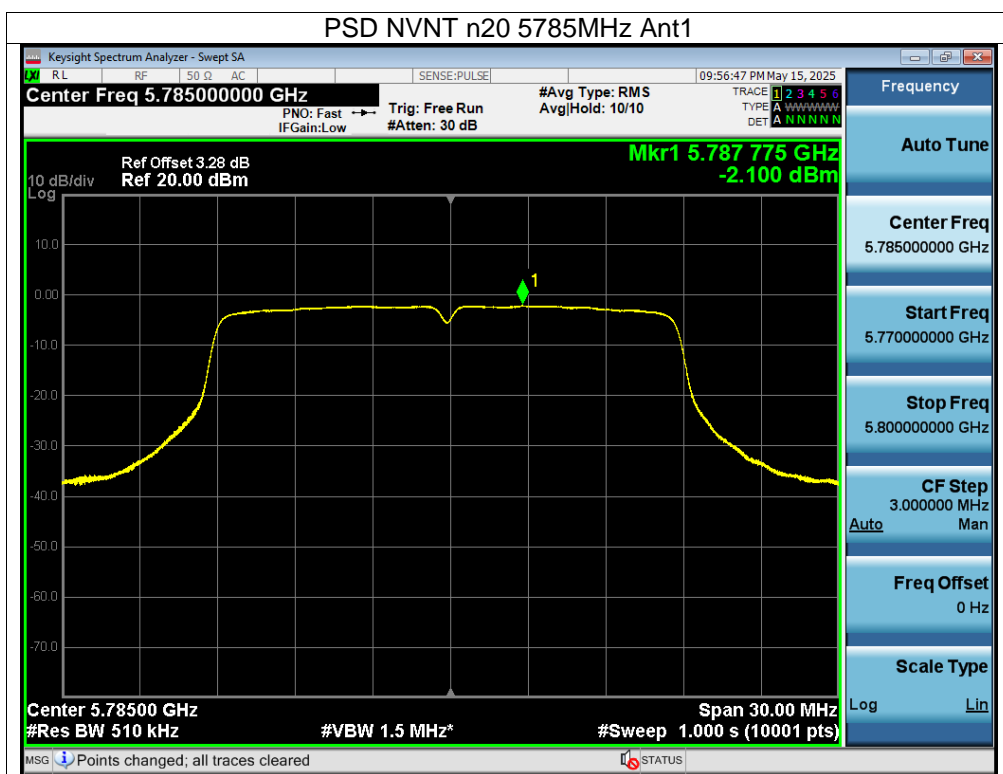 PSD NVNT n20 5785MHz Ant1
Keysight Spectrum Analyzer - Swept SA
LXI RL RF 50 Ω AC SENSE:PULSE 09:56:47 PM May 15, 2025
Center Freq 5.785000000 GHz
PNO: Fast
IFGain:Low
Trig: Free Run
#Atten: 30 dB
#Avg Type: RMS
Avg|Hold: 10/10
TRACE 1 2 3 4 5 6
TYPE A WWWWW
DET A N N N N N
Ref Offset 3.28 dB
Ref 20.00 dBm
10 dB/div
Log
Mkr1 5.787 775 GHz
-2.100 dBm
1
10.0
0.00
-10.0
-20.0
-30.0
-40.0
-50.0
-60.0
-70.0
Center 5.78500 GHz
Span 30.00 MHz
#Res BW 510 kHz
#VBW 1.5 MHz*
#Sweep 1.000 s (10001 pts)
MSG Points changed; all traces cleared
STATUS
Frequency
Auto Tune
Center Freq
5.785000000 GHz
Start Freq
5.770000000 GHz
Stop Freq
5.800000000 GHz
CF Step
3.000000 MHz
Auto Man
Freq Offset
0 Hz
Scale Type
Log Lin